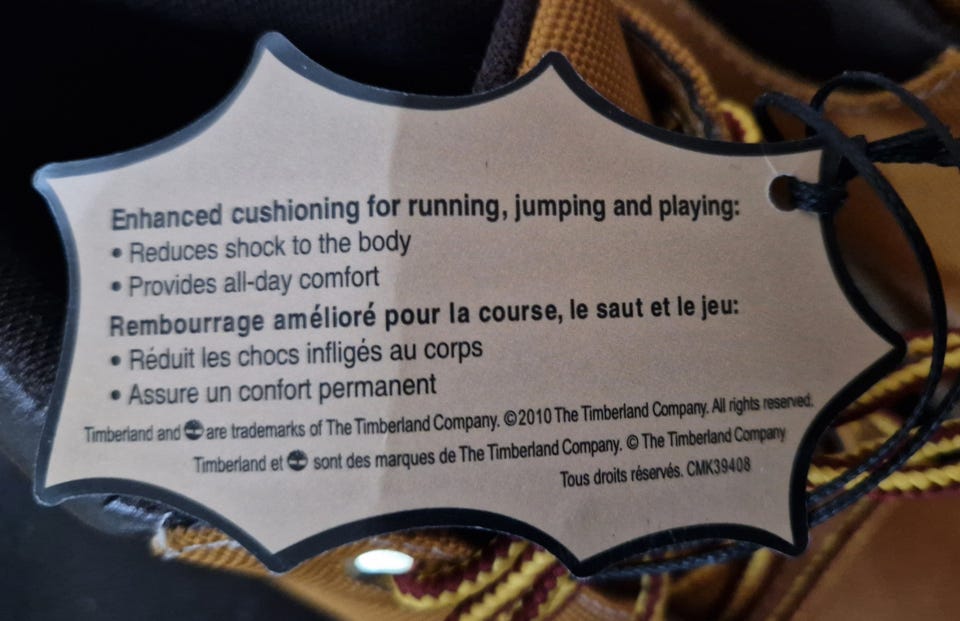 Enhanced cushioning for running, jumping and playing:
• Reduces shock to the body
• Provides all-day comfort
Rembourrage amélioré pour la course, le saut et le jeu:
• Réduit les chocs infligés au corps
• Assure un confort permanent
Timberland and are trademarks of The Timberland Company. ©2010 The Timberland Company. All rights reserved.
Timberland et sont des marques de The Timberland Company. © The Timberland Company
Tous droits réservés. CMK39408